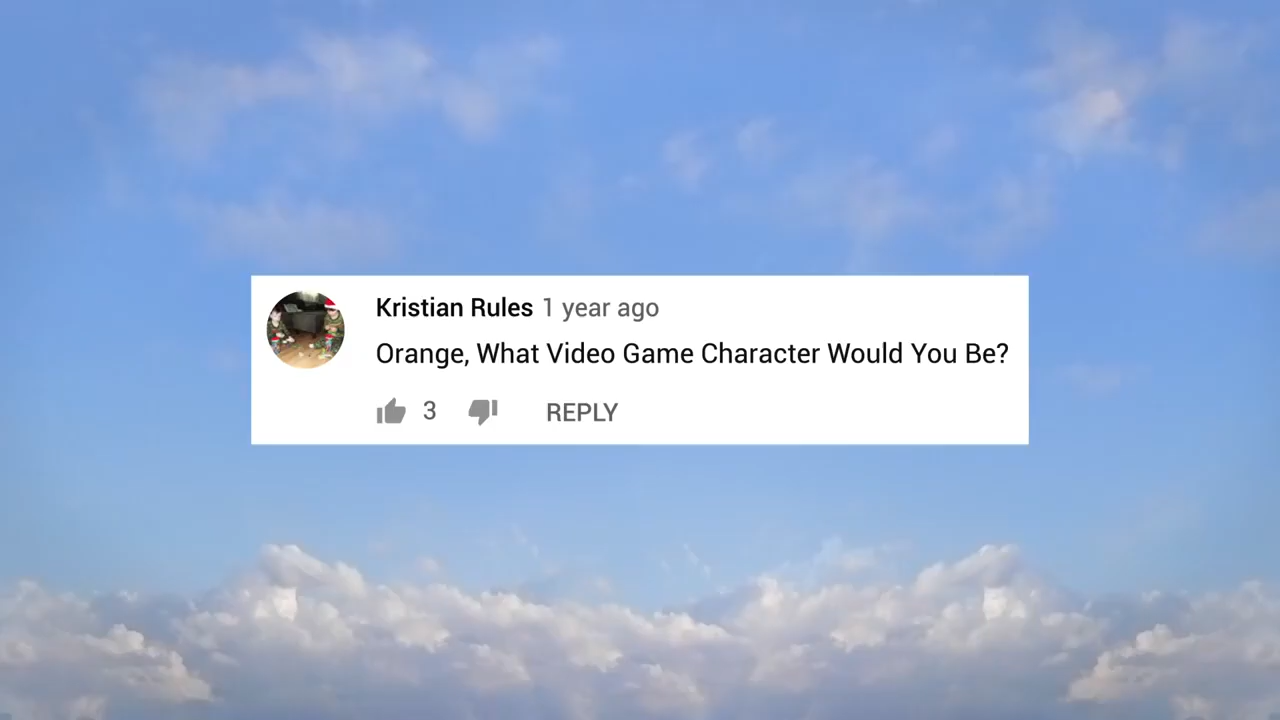 Kristian Rules 1 year ago
Orange, What Video Game Character Would You Be?
3 REPLY